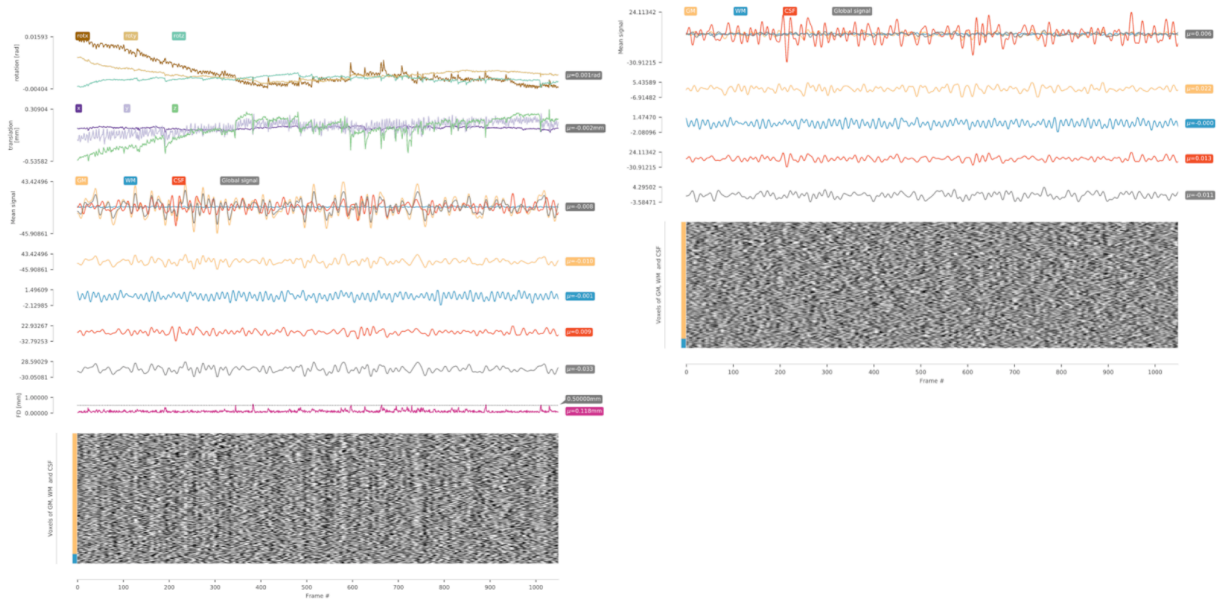 0.01593
rotx
roty
rotz
rotation [rad]
μ=0.001rad
-0.00404
0.30904
x
y
z
translation
[mm]
μ=-0.002mm
-0.53582
43.42496
GM
WM
CSF
Global signal
Mean signal
-45.90861
43.42496
-45.90861
1.49609
μ=-0.001
-2.12985
22.93267
μ=0.009
-32.79253
28.59029
μ=-0.033
-30.05081
1.00000
0.50000mm
FD [mm]
0.00000
μ=0.118mm
Voxels of GM, WM and CSF
0 100 200 300 400 500 600 700 800 900 1000
Frame #
24.11342
GM
WM
CSF
Global signal
Mean signal
μ=0.006
-30.91215
5.43589
μ=0.022
-6.91482
1.47470
μ=-0.000
-2.08096
24.11342
μ=0.013
-30.91215
4.29502
μ=-0.011
-3.58471
Voxels of GM, WM and CSF
0 100 200 300 400 500 600 700 800 900 1000
Frame #